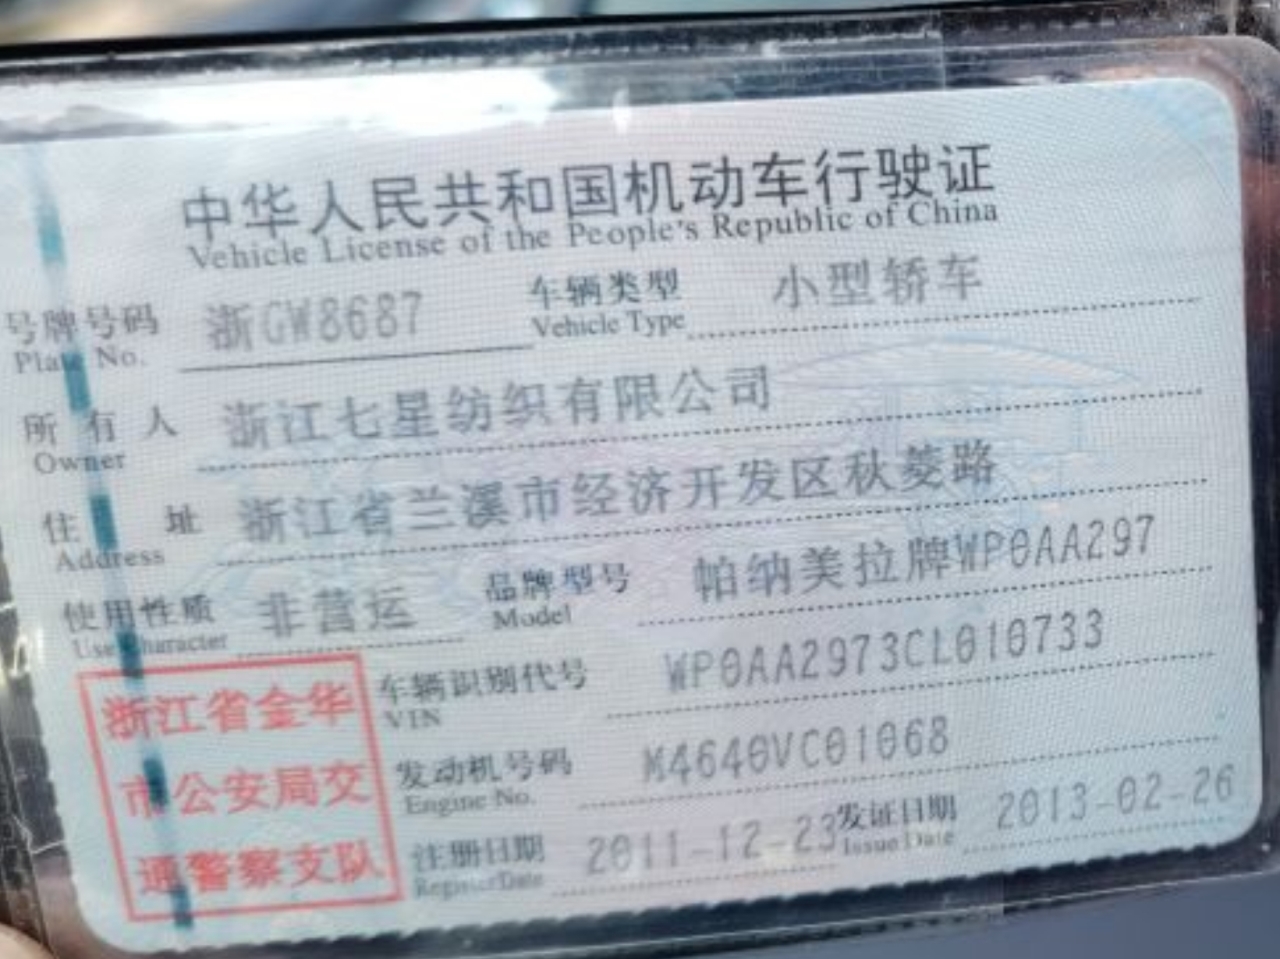 中华人民共和国机动车行驶证
Vehicle License of the People's Republic of China
号牌号码 浙GW8687 车辆类型 小型轿车
Plate No. Vehicle Type
所有人 浙江七星纺织有限公司
Owner
住址 浙江省兰溪市经济开发区秋菱路
Address
使用性质 非营运 品牌型号 帕纳美拉牌WP0AA297
Use Character Model
车辆识别代号 WP0AA2973CL010733
VIN
发动机号码 M4640VC01068
Engine No.
注册日期 2011-12-23 发证日期 2013-02-26
Register Date Issue Date
浙江省金华
市公安局交
通警察支队